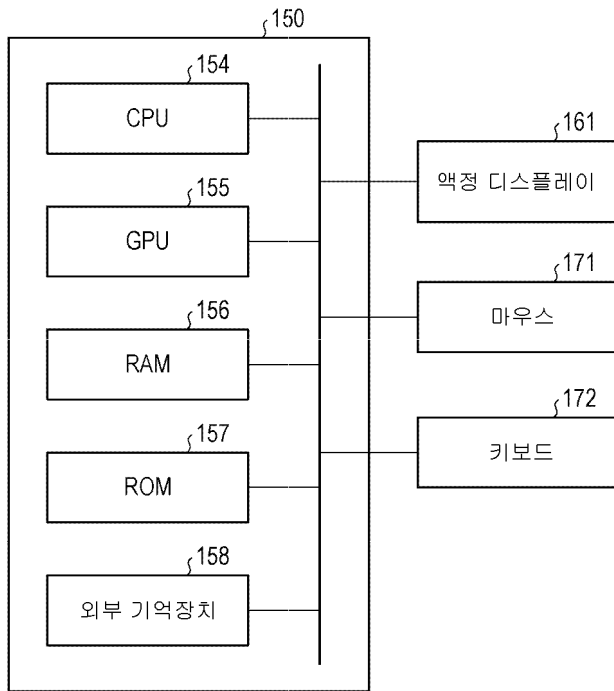 150
154
CPU
155
GPU
156
RAM
157
ROM
158
외부 기억장치
161
액정 디스플레이
171
마우스
172
키보드